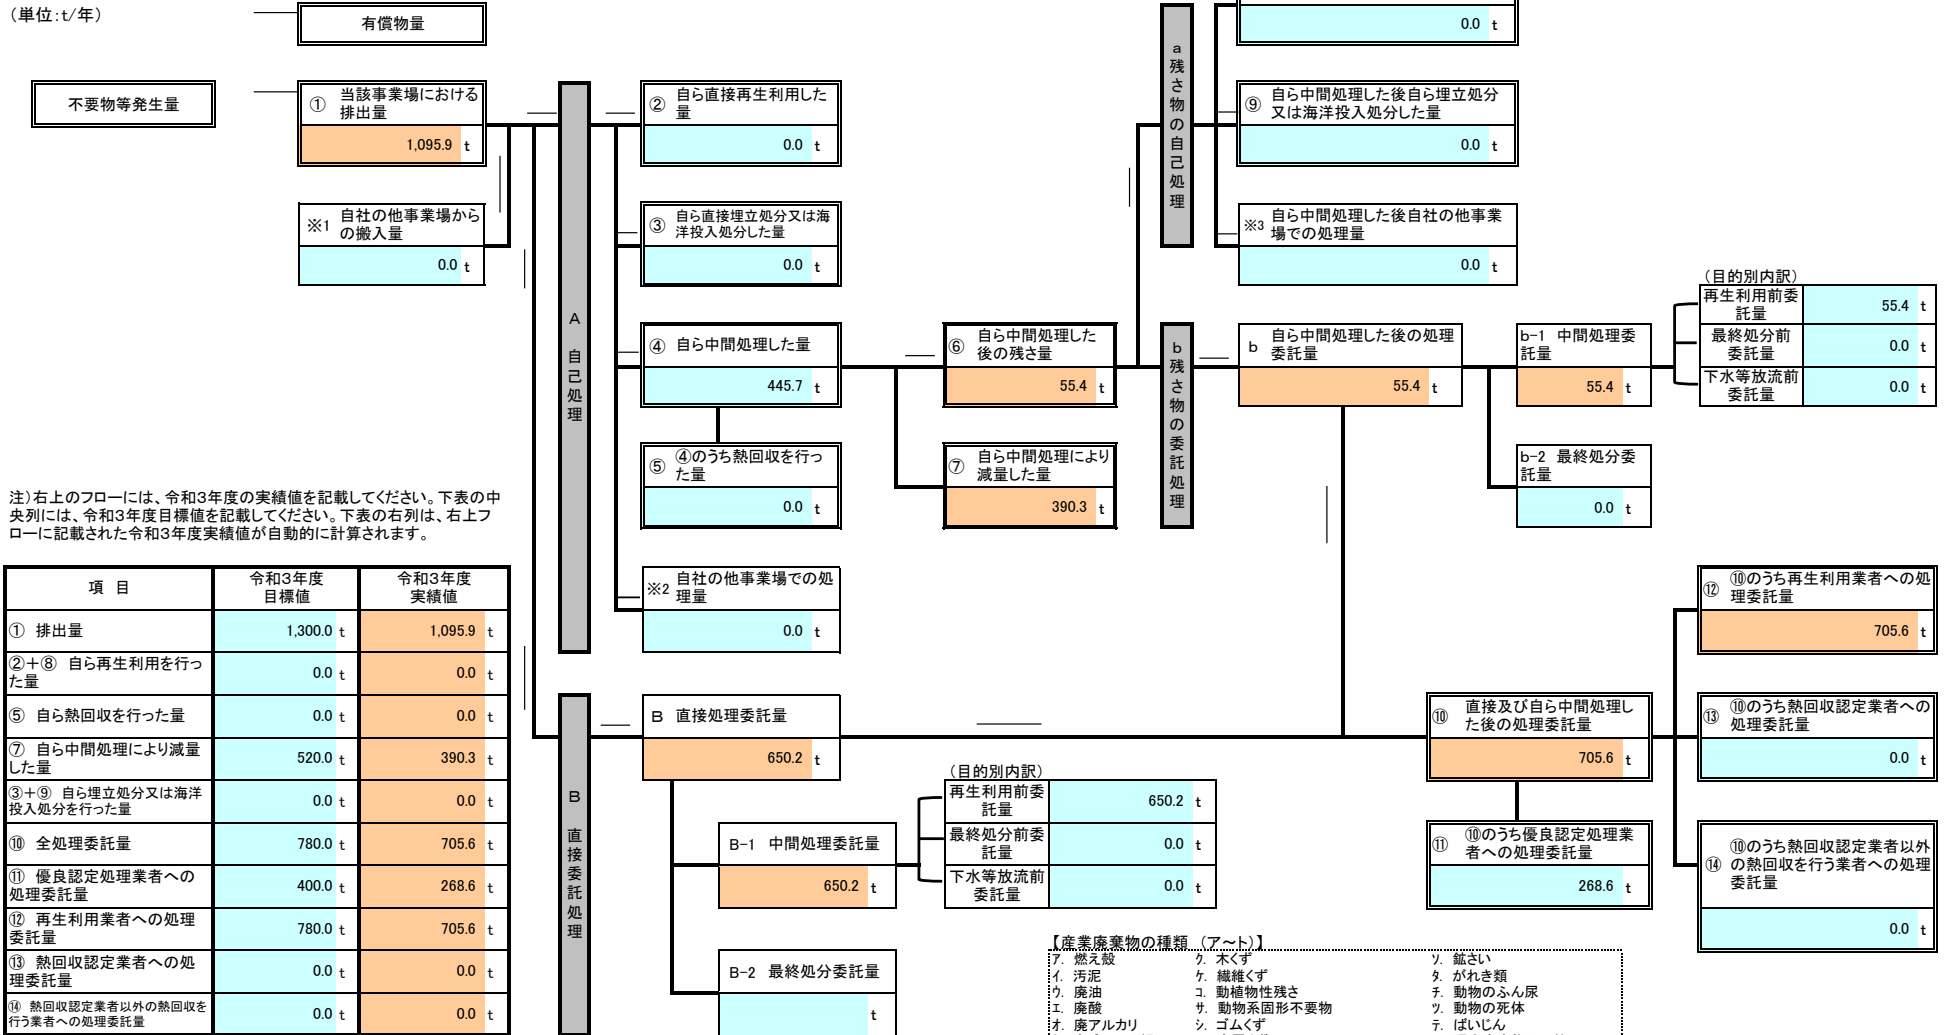 (単位:t/年)
有償物量
不要物等発生量
① 当該事業場における
排出量
1,095.9 t
※1 自社の他事業場から
の搬入量
0.0 t
A 自己処理
② 自ら直接再生利用した
量
0.0 t
③ 自ら直接埋立処分又は海
洋投入処分した量
0.0 t
④ 自ら中間処理した量
445.7 t
⑤ ④のうち熱回収を行っ
た量
0.0 t
※2 自社の他事業場での処
理量
0.0 t
⑥ 自ら中間処理した
後の残さ量
55.4 t
⑦ 自ら中間処理により
減量した量
390.3 t
a 残さ物の自己処理
0.0 t
⑨ 自ら中間処理した後自ら埋立処分
又は海洋投入処分した量
0.0 t
※3 自ら中間処理した後自社の他事業
場での処理量
0.0 t
b 残さ物の委託処理
b 自ら中間処理した後の処理
委託量
55.4 t
b-1 中間処理委
託量
55.4 t
b-2 最終処分委
託量
0.0 t
(目的別内訳)
再生利用前委
託量
55.4 t
最終処分前
委託量
0.0 t
下水等放流前
委託量
0.0 t
注)右上のフローには、令和3年度の実績値を記載してください。下表の中
央列には、令和3年度目標値を記載してください。下表の右列は、右上フ
ローに記載された令和3年度実績値が自動的に計算されます。
項 目
令和3年度
目標値
令和3年度
実績値
① 排出量 1,300.0 t 1,095.9 t
②+⑧ 自ら再生利用を行っ
た量 0.0 t 0.0 t
⑤ 自ら熱回収を行った量 0.0 t 0.0 t
⑦ 自ら中間処理により減量
した量 520.0 t 390.3 t
③+⑨ 自ら埋立処分又は海洋
投入処分を行った量 0.0 t 0.0 t
⑩ 全処理委託量 780.0 t 705.6 t
⑪ 優良認定処理業者への
処理委託量 400.0 t 268.6 t
⑫ 再生利用業者への処理
委託量 780.0 t 705.6 t
⑬ 熱回収認定業者への処
理委託量 0.0 t 0.0 t
⑭ 熱回収認定業者以外の熱回収を
行う業者への処理委託量 0.0 t 0.0 t
B 直接委託処理
B 直接処理委託量
650.2 t
B-1 中間処理委託量
650.2 t
B-2 最終処分委託量
t
(目的別内訳)
再生利用前委
託量
650.2 t
最終処分前委
託量
0.0 t
下水等放流前
委託量
0.0 t
⑩ 直接及び自ら中間処理し
た後の処理委託量
705.6 t
⑪ ⑩のうち優良認定処理業
者への処理委託量
268.6 t
⑫ ⑩のうち再生利用業者への処
理委託量
705.6 t
⑬ ⑩のうち熱回収認定業者への
処理委託量
0.0 t
⑭ ⑩のうち熱回収認定業者以外
の熱回収を行う業者への処理
委託量
0.0 t
【産業廃棄物の種類 (ア~ト)】
ア. 燃え殻 ク. 木くず ソ. 鉱さい
イ. 汚泥 ケ. 繊維くず タ. がれき類
ウ. 廃油 コ. 動植物性残さ チ. 動物のふん尿
エ. 廃酸 サ. 動物系固形不要物 ツ. 動物の死体
オ. 廃アルカリ シ. ゴムくず テ. ばいじん